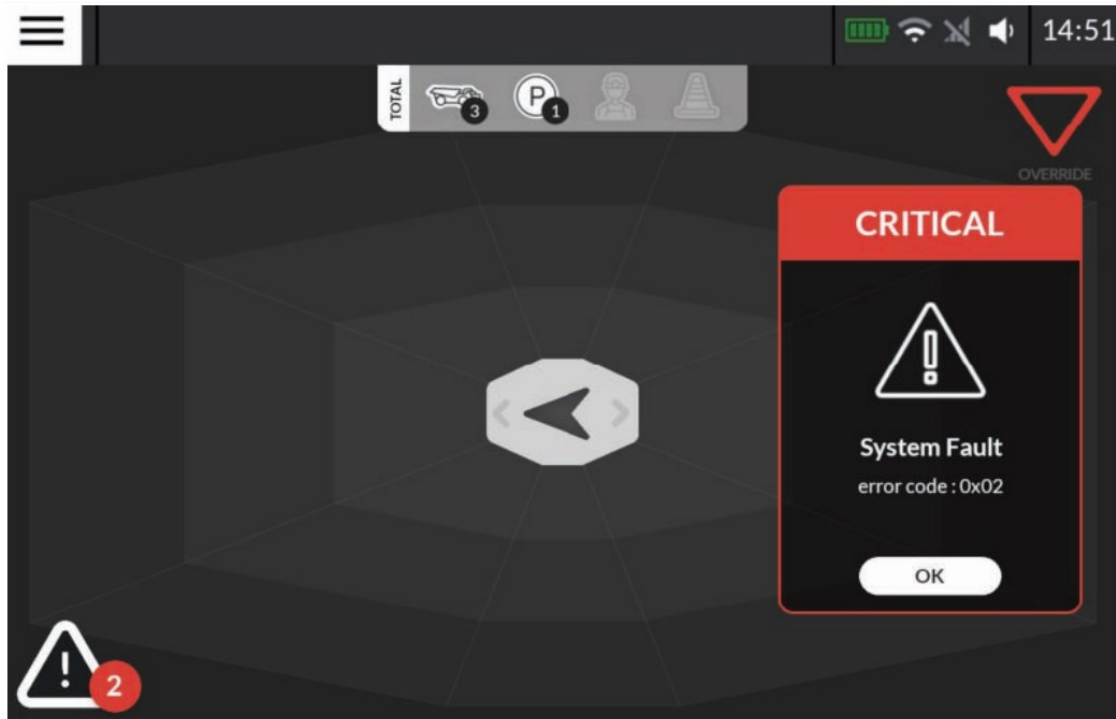 14:51
TOTAL
3
P
1
OVERRIDE
CRITICAL
System Fault
error code : 0x02
OK
2